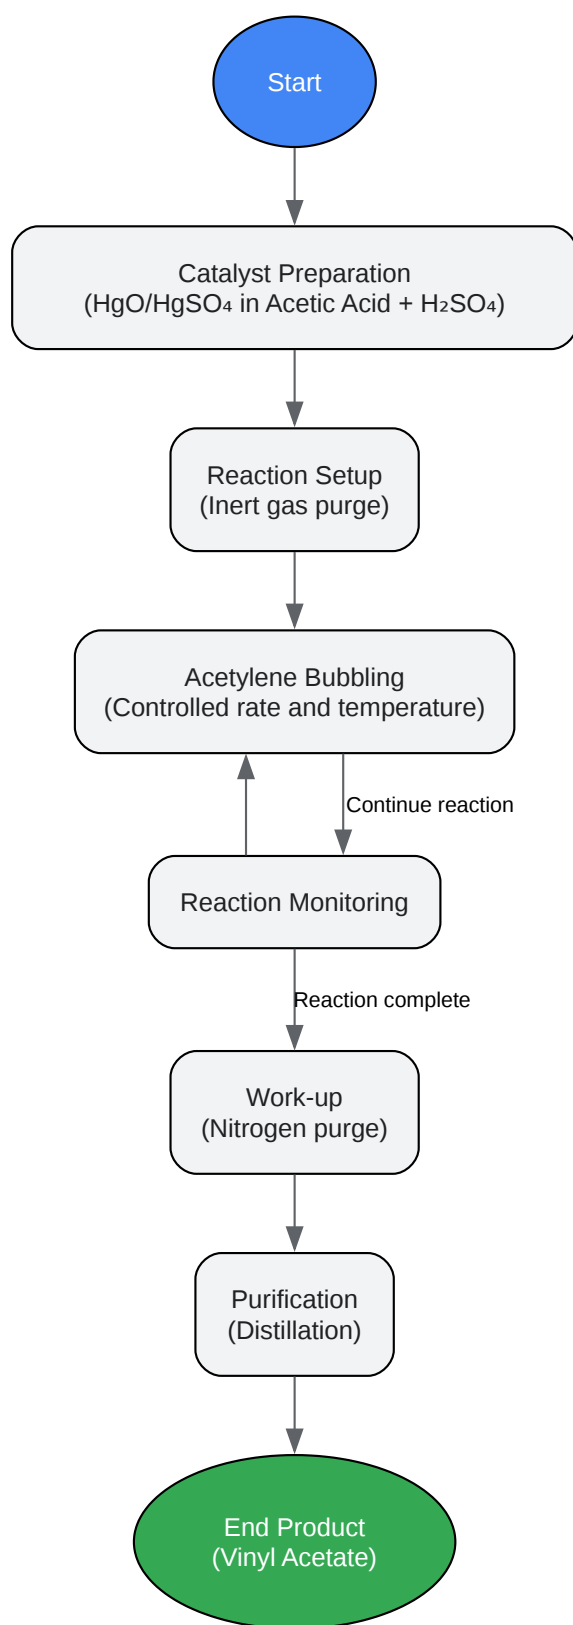 Start
Catalyst Preparation
(HgO/HgSO₄ in Acetic Acid + H₂SO₄)
Reaction Setup
(Inert gas purge)
Acetylene Bubbling
(Controlled rate and temperature)
Continue reaction
Reaction Monitoring
Reaction complete
Work-up
(Nitrogen purge)
Purification
(Distillation)
End Product
(Vinyl Acetate)